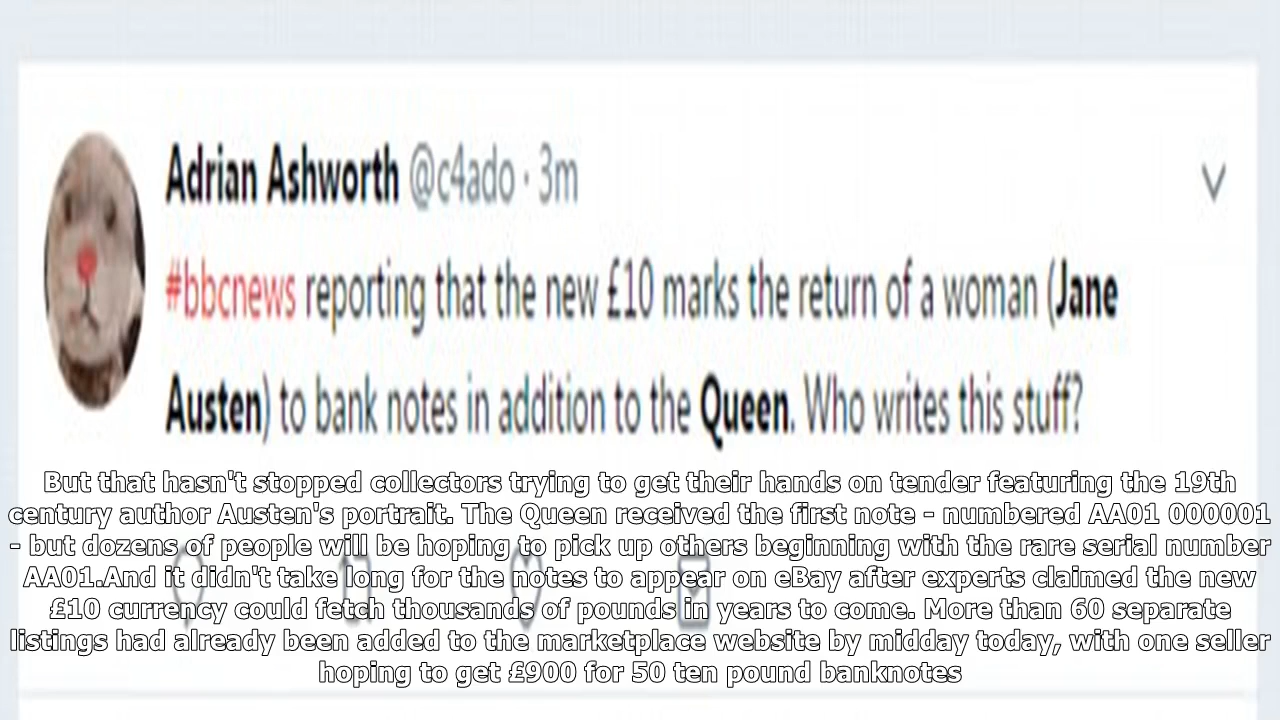 Adrian Ashworth @c4ado · 3m
#bbcnews reporting that the new £10 marks the return of a woman (Jane
Austen) to bank notes in addition to the Queen. Who writes this stuff?
But that hasn't stopped collectors trying to get their hands on tender featuring the 19th
century author Austen's portrait. The Queen received the first note - numbered AA01 000001
- but dozens of people will be hoping to pick up others beginning with the rare serial number
AA01.And it didn't take long for the notes to appear on eBay after experts claimed the new
£10 currency could fetch thousands of pounds in years to come. More than 60 separate
listings had already been added to the marketplace website by midday today, with one seller
hoping to get £900 for 50 ten pound banknotes